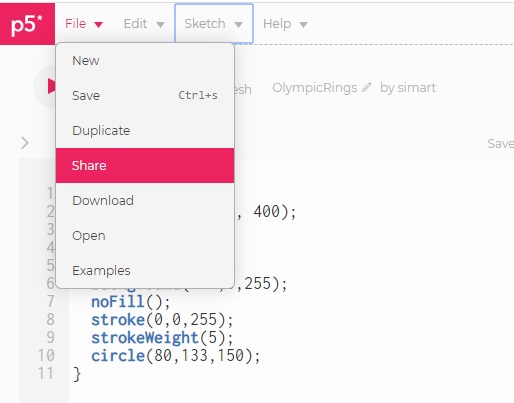 p5* File Edit Sketch Help
New
Save Ctrl+s
esh OlympicRings by simart
Duplicate
Save
Share
Download
Open
Examples
1
2 , 400);
3
4
5
6 ,255);
7 noFill();
8 stroke(0,0,255);
9 strokeWeight(5);
10 circle(80,133,150);
11 }